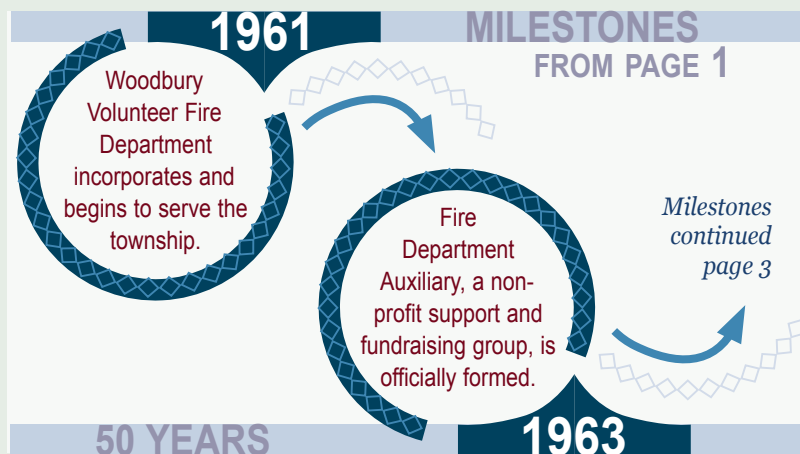 1961
MILESTONES
FROM PAGE 1
Woodbury
Volunteer Fire
Department
incorporates and
begins to serve the
township.
Fire
Department
Auxiliary, a non-
profit support and
fundraising group, is
officially formed.
Milestones
continued
page 3
50 YEARS
1963